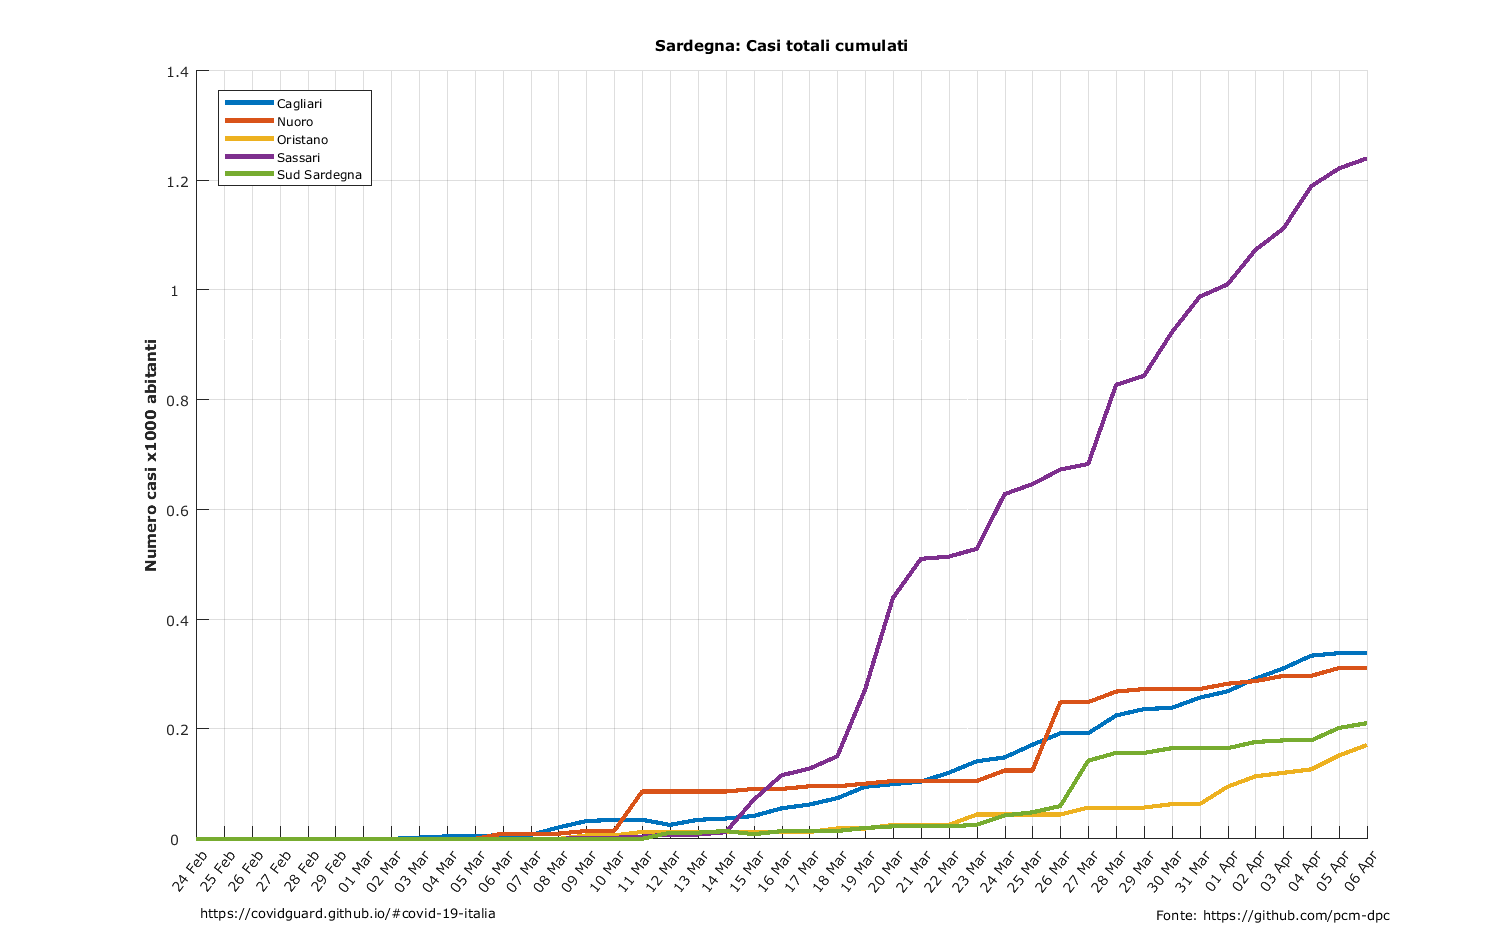 Sardegna: Casi totali cumulati
1.4
1.2
1
0.8
0.6
0.4
0.2
0
Numero casi x1000 abitanti
Cagliari
Nuoro
Oristano
Sassari
Sud Sardegna
24 Feb
25 Feb
26 Feb
27 Feb
28 Feb
29 Feb
01 Mar
02 Mar
03 Mar
04 Mar
05 Mar
06 Mar
07 Mar
08 Mar
09 Mar
10 Mar
11 Mar
12 Mar
13 Mar
14 Mar
15 Mar
16 Mar
17 Mar
18 Mar
19 Mar
20 Mar
21 Mar
22 Mar
23 Mar
24 Mar
25 Mar
26 Mar
27 Mar
28 Mar
29 Mar
30 Mar
31 Mar
01 Apr
02 Apr
03 Apr
04 Apr
05 Apr
06 Apr
https://covidguard.github.io/#covid-19-italia
Fonte: https://github.com/pcm-dpc